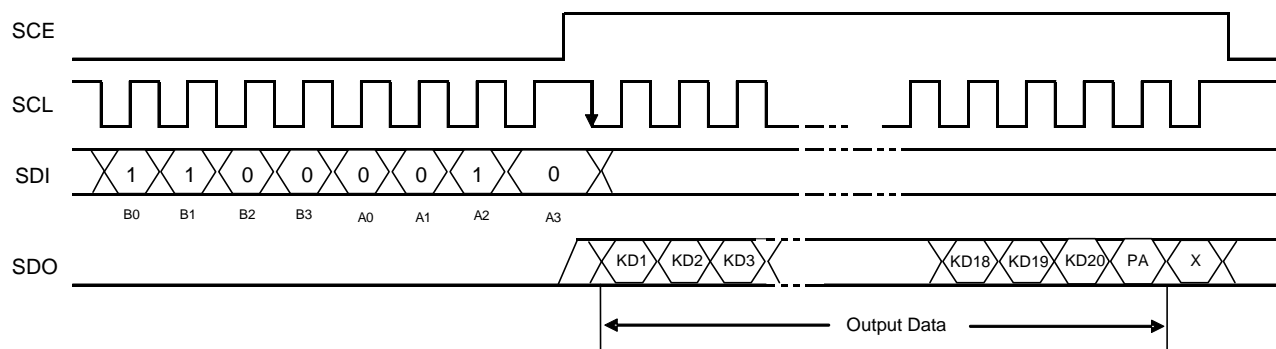 SCE
SCL
SDI
1 1 0 0 0 0 1 0
B0 B1 B2 B3 A0 A1 A2 A3
SDO
KD1 KD2 KD3 KD18 KD19 KD20 PA X
Output Data